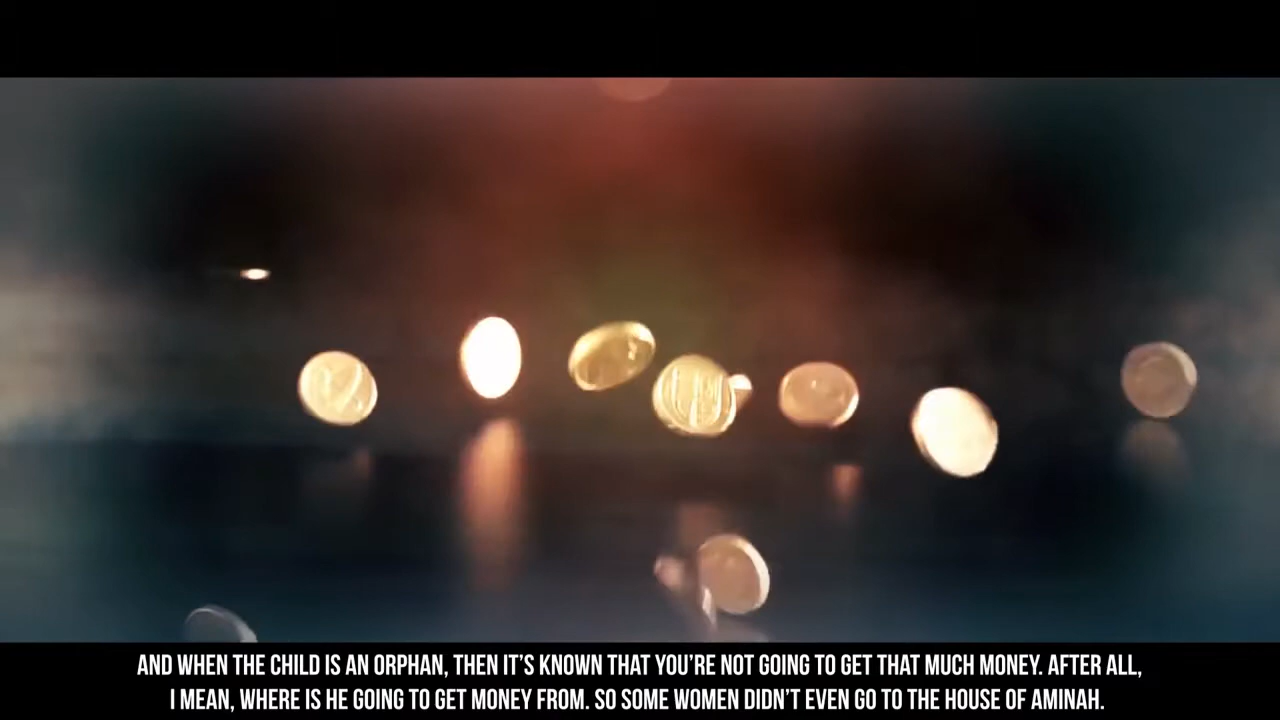 AND WHEN THE CHILD IS AN ORPHAN, THEN IT'S KNOWN THAT YOU'RE NOT GOING TO GET THAT MUCH MONEY. AFTER ALL,
I MEAN, WHERE IS HE GOING TO GET MONEY FROM. SO SOME WOMEN DIDN'T EVEN GO TO THE HOUSE OF AMINAH.